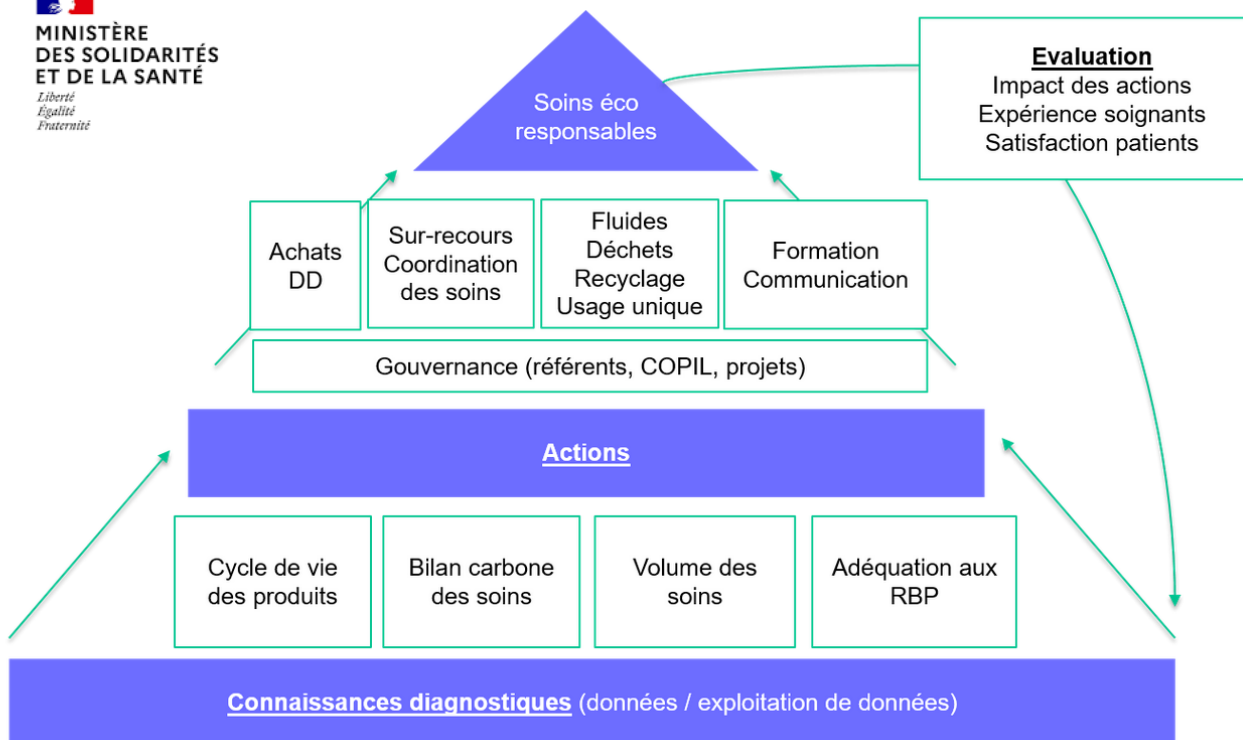 MINISTÈRE
DES SOLIDARITÉS
ET DE LA SANTÉ
Liberté
Égalité
Fraternité
Soins éco
responsables
Evaluation
Impact des actions
Expérience soignants
Satisfaction patients
Achats
DD
Sur-recours
Coordination
des soins
Fluides
Déchets
Recyclage
Usage unique
Formation
Communication
Gouvernance (référents, COPIL, projets)
Actions
Cycle de vie
des produits
Bilan carbone
des soins
Volume des
soins
Adéquation aux
RBP
Connaissances diagnostiques (données / exploitation de données)